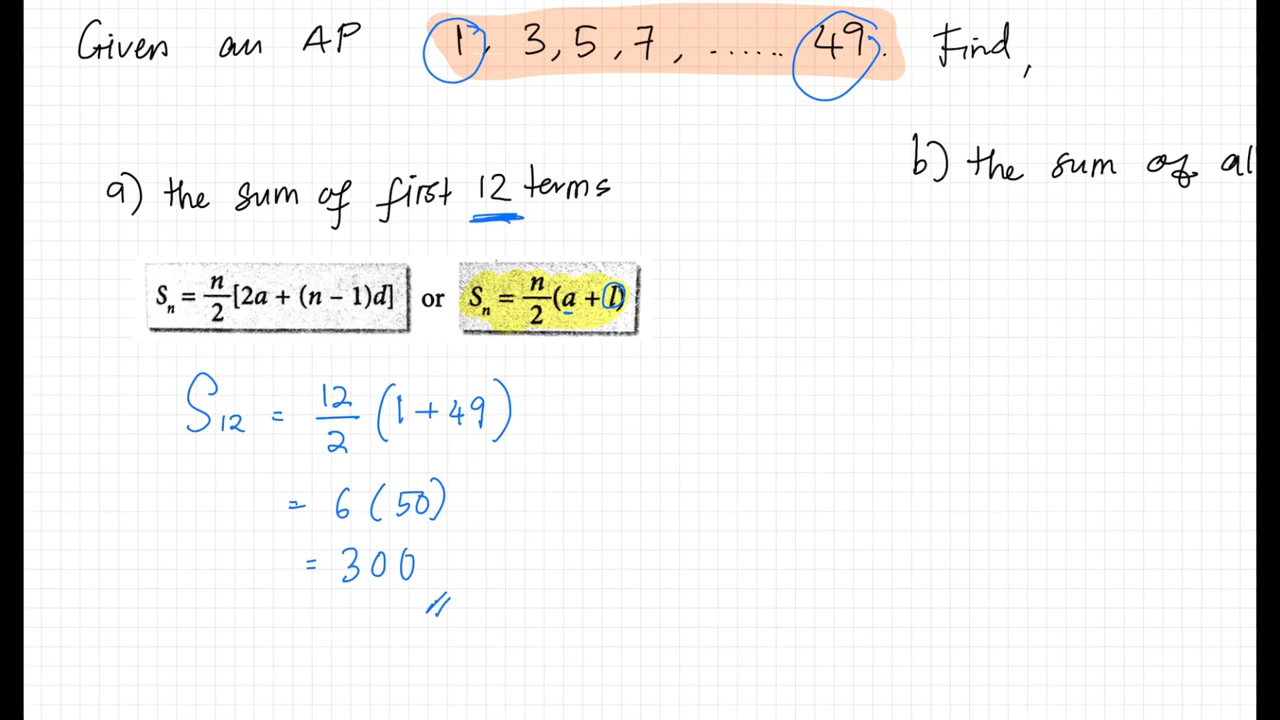 Given an AP 1, 3, 5, 7, ...... 49. Find,
a) the sum of first 12 terms
b) the sum of al
Sₙ = n/2 [2a + (n − 1)d] or Sₙ = n/2 (a + l)
S₁₂ = 12/2 (1 + 49)
= 6 (50)
= 300